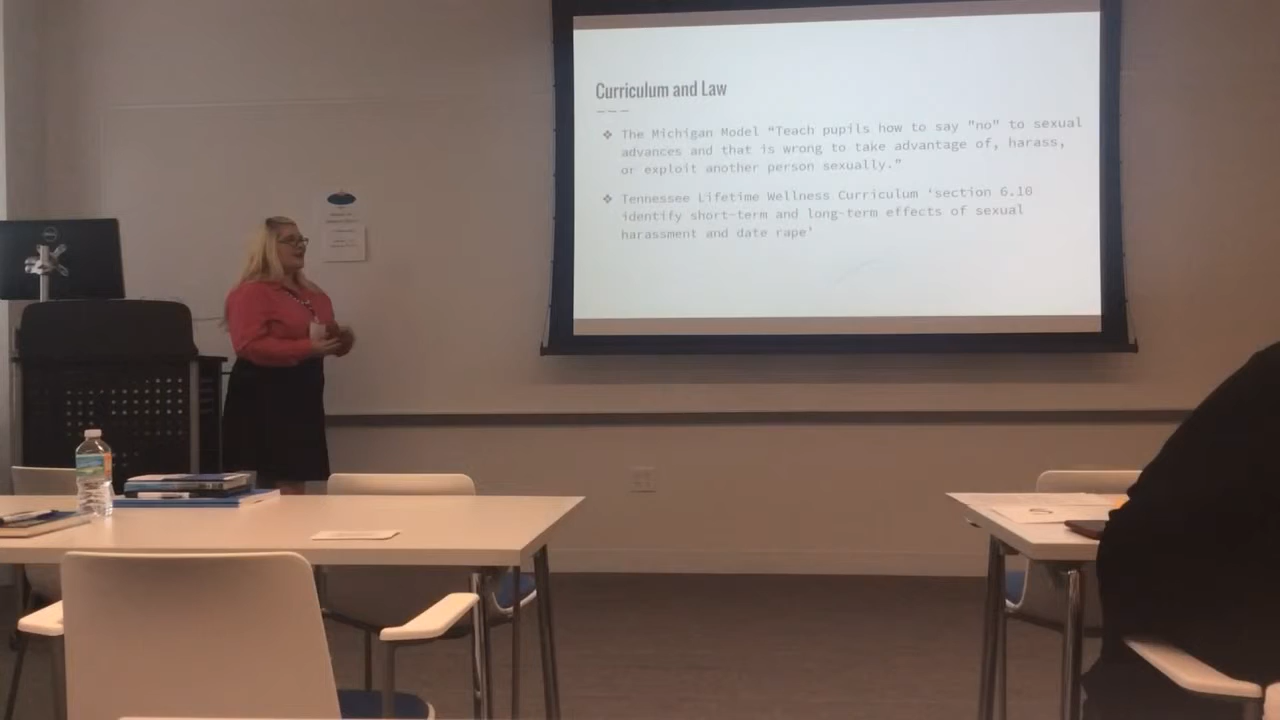 Curriculum and Law
❖ The Michigan Model “Teach pupils how to say "no" to sexual
advances and that is wrong to take advantage of, harass,
or exploit another person sexually.”
❖ Tennessee Lifetime Wellness Curriculum ‘section 6.10
identify short-term and long-term effects of sexual
harassment and date rape’